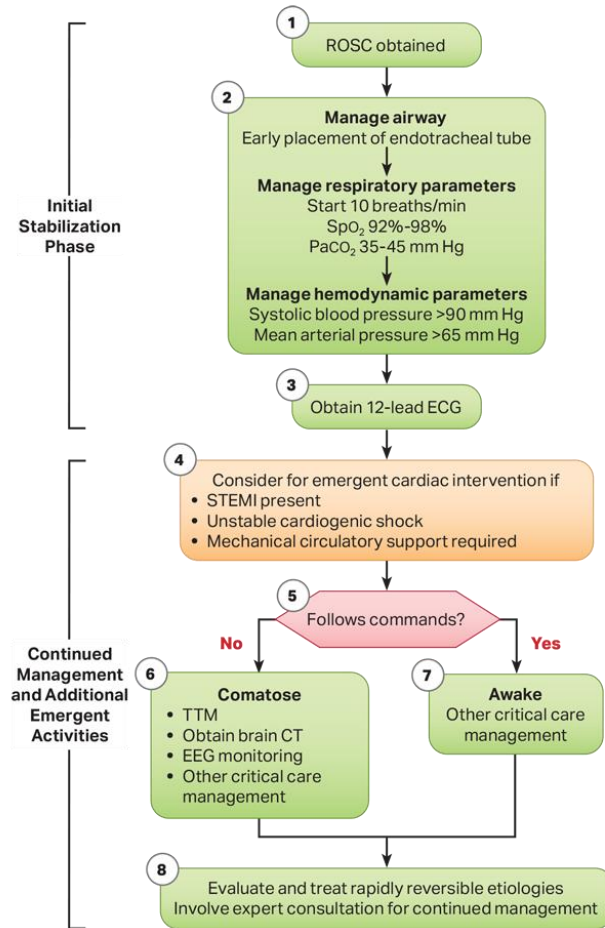 1
ROSC obtained
2
Manage airway
Early placement of endotracheal tube
Manage respiratory parameters
Start 10 breaths/min
SpO₂ 92%-98%
PaCO₂ 35-45 mm Hg
Manage hemodynamic parameters
Systolic blood pressure >90 mm Hg
Mean arterial pressure >65 mm Hg
Initial
Stabilization
Phase
3
Obtain 12-lead ECG
4
Consider for emergent cardiac intervention if
• STEMI present
• Unstable cardiogenic shock
• Mechanical circulatory support required
5
Follows commands?
No
Yes
Continued
Management
and Additional
Emergent
Activities
6
Comatose
• TTM
• Obtain brain CT
• EEG monitoring
• Other critical care
management
7
Awake
Other critical care
management
8
Evaluate and treat rapidly reversible etiologies
Involve expert consultation for continued management